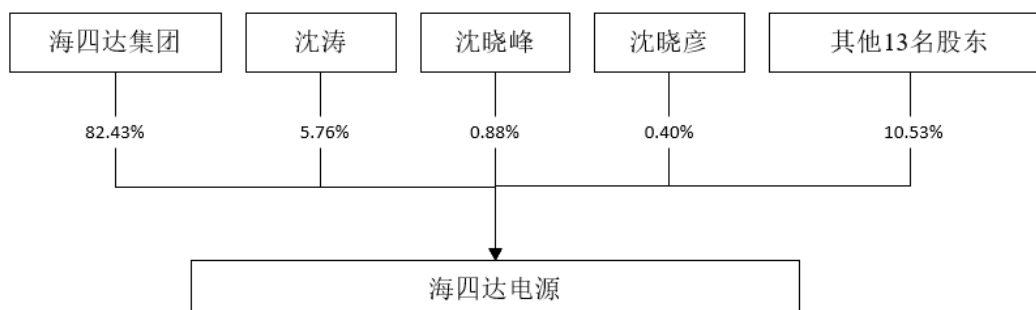 海四达集团
沈涛
沈晓峰
沈晓彦
其他13名股东
82.43%
5.76%
0.88%
0.40%
10.53%
海四达电源